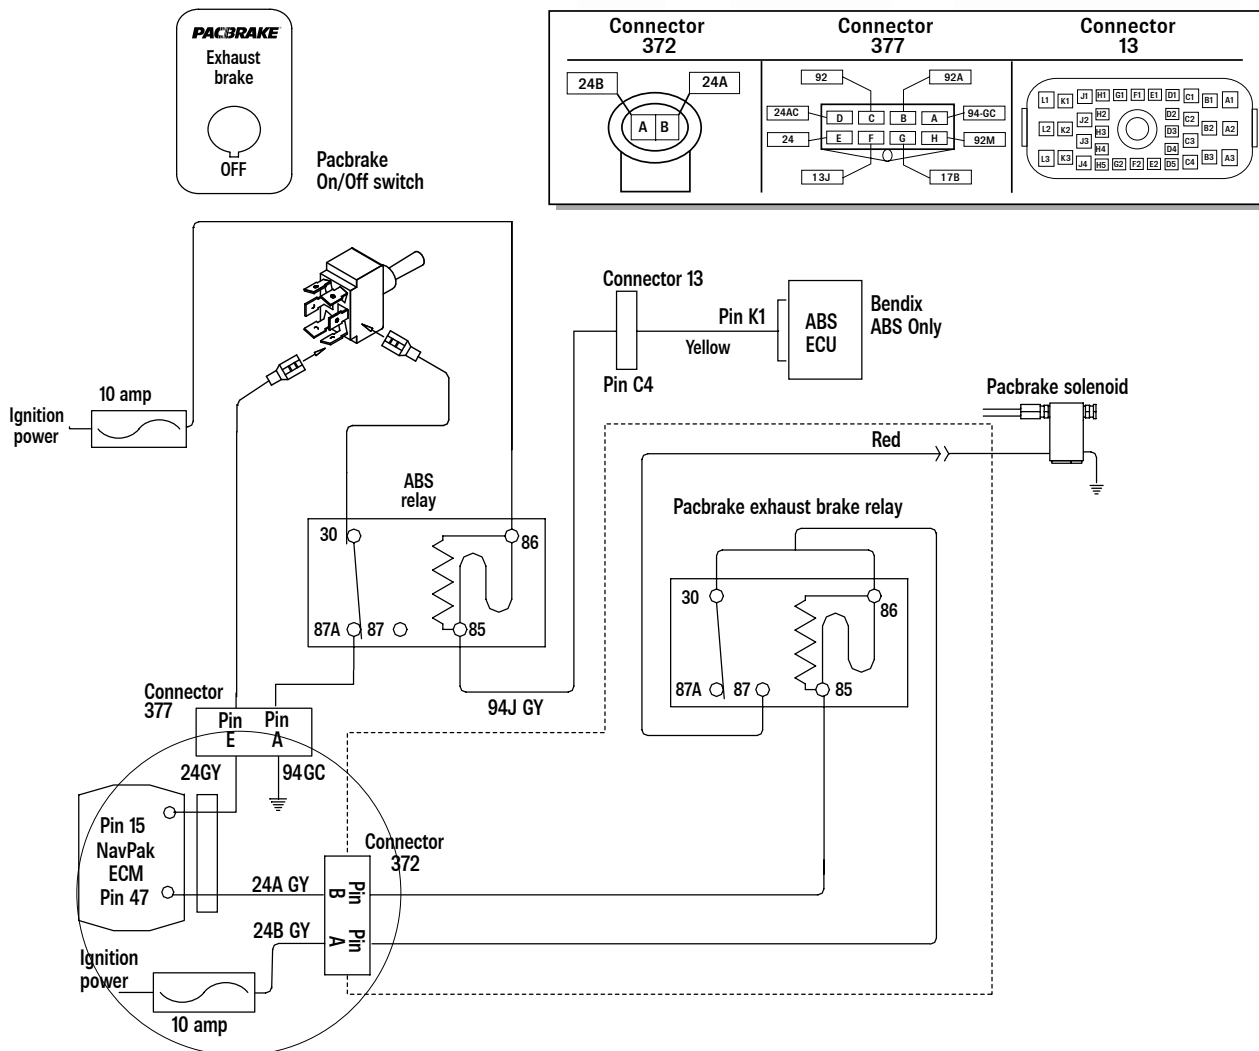 PACBRAKE
Exhaust
brake
OFF
Pacbrake
On/Off switch
Connector
372
24B
24A
A B
Connector
377
92
92A
24AC
D C B A
94-GC
24
E F G H
92M
13J
17B
Connector
13
L1 K1 J1 H1 G1 F1 E1 D1 C1 B1 A1
H2 D2
J2 C2
L2 K2 H3 D3 B2 A2
J3 C3
H4 D4
L3 K3 J4 H5 G2 F2 E2 D5 C4 B3 A3
Connector 13
Pin K1
Yellow
Pin C4
ABS
ECU
Bendix
ABS Only
10 amp
Ignition
power
Pacbrake solenoid
Red
ABS
relay
30
86
87A
87
85
94J GY
Pacbrake exhaust brake relay
30
86
87A
87
85
Connector
377
Pin
E
Pin
A
24GY
94GC
Pin 15
NavPak
ECM
Pin 47
Connector
372
24A GY
Pin
B
24B GY
Pin
A
Ignition
power
10 amp